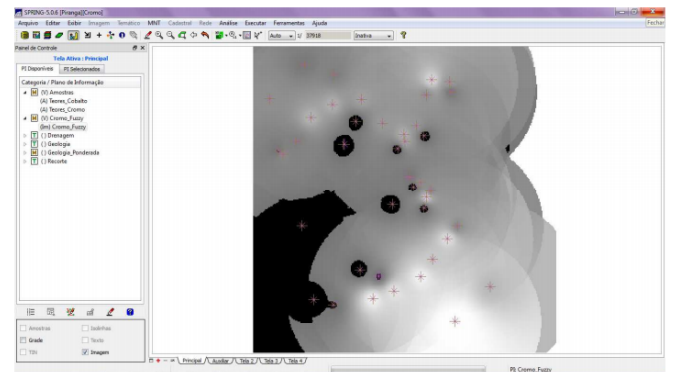 SPRING-5.0.6 [Piranga][Cromo]
Arquivo Editar Exibir Imagem Temático MNT Cadastral Rede Análise Executar Ferramentas Ajuda
Fechar
Auto 1/ 37918 Inativa
Painel de Controle
Tela Ativa : Principal
PI Disponíveis PI Selecionados
Categoria / Plano de Informação
(V) Amostras
(A) Teores_Cobalto
(A) Teores_Cromo
(V) Cromo_Fuzzy
(Im) Cromo_Fuzzy
( ) Drenagem
( ) Geologia
( ) Geologia_Ponderada
( ) Recorte
Amostras Isolinhas
Grade Texto
TIN Imagem
Principal Auxiliar Tela 2 Tela 3 Tela 4
PI: Cromo_Fuzzy